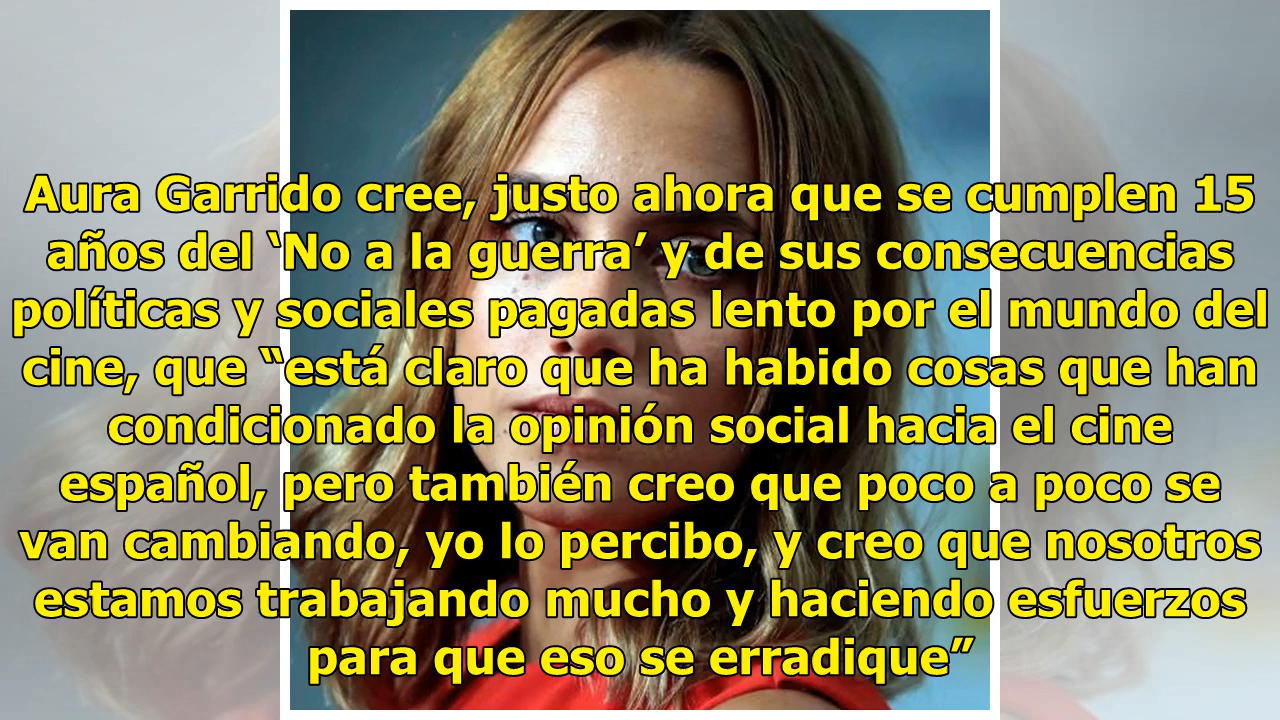 Aura Garrido cree, justo ahora que se cumplen 15
años del ‘No a la guerra’ y de sus consecuencias
políticas y sociales pagadas lento por el mundo del
cine, que “está claro que ha habido cosas que han
condicionado la opinión social hacia el cine
español, pero también creo que poco a poco se
van cambiando, yo lo percibo, y creo que nosotros
estamos trabajando mucho y haciendo esfuerzos
para que eso se erradique”